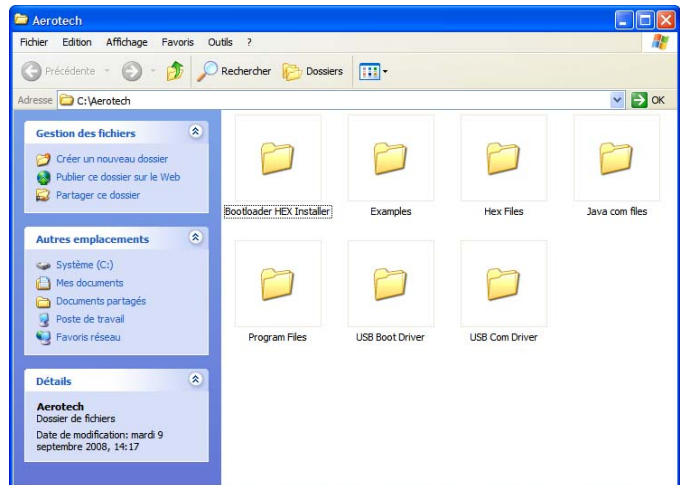 Aerotech
Fichier Edition Affichage Favoris Outils ?
Précédente Rechercher Dossiers
Adresse C:\Aerotech OK
Gestion des fichiers
Créer un nouveau dossier
Publier ce dossier sur le Web
Partager ce dossier
Autres emplacements
Système (C:)
Mes documents
Documents partagés
Poste de travail
Favoris réseau
Détails
Aerotech
Dossier de fichiers
Date de modification: mardi 9
septembre 2008, 14:17
Bootloader HEX Installer Examples Hex Files Java com files
Program Files USB Boot Driver USB Com Driver